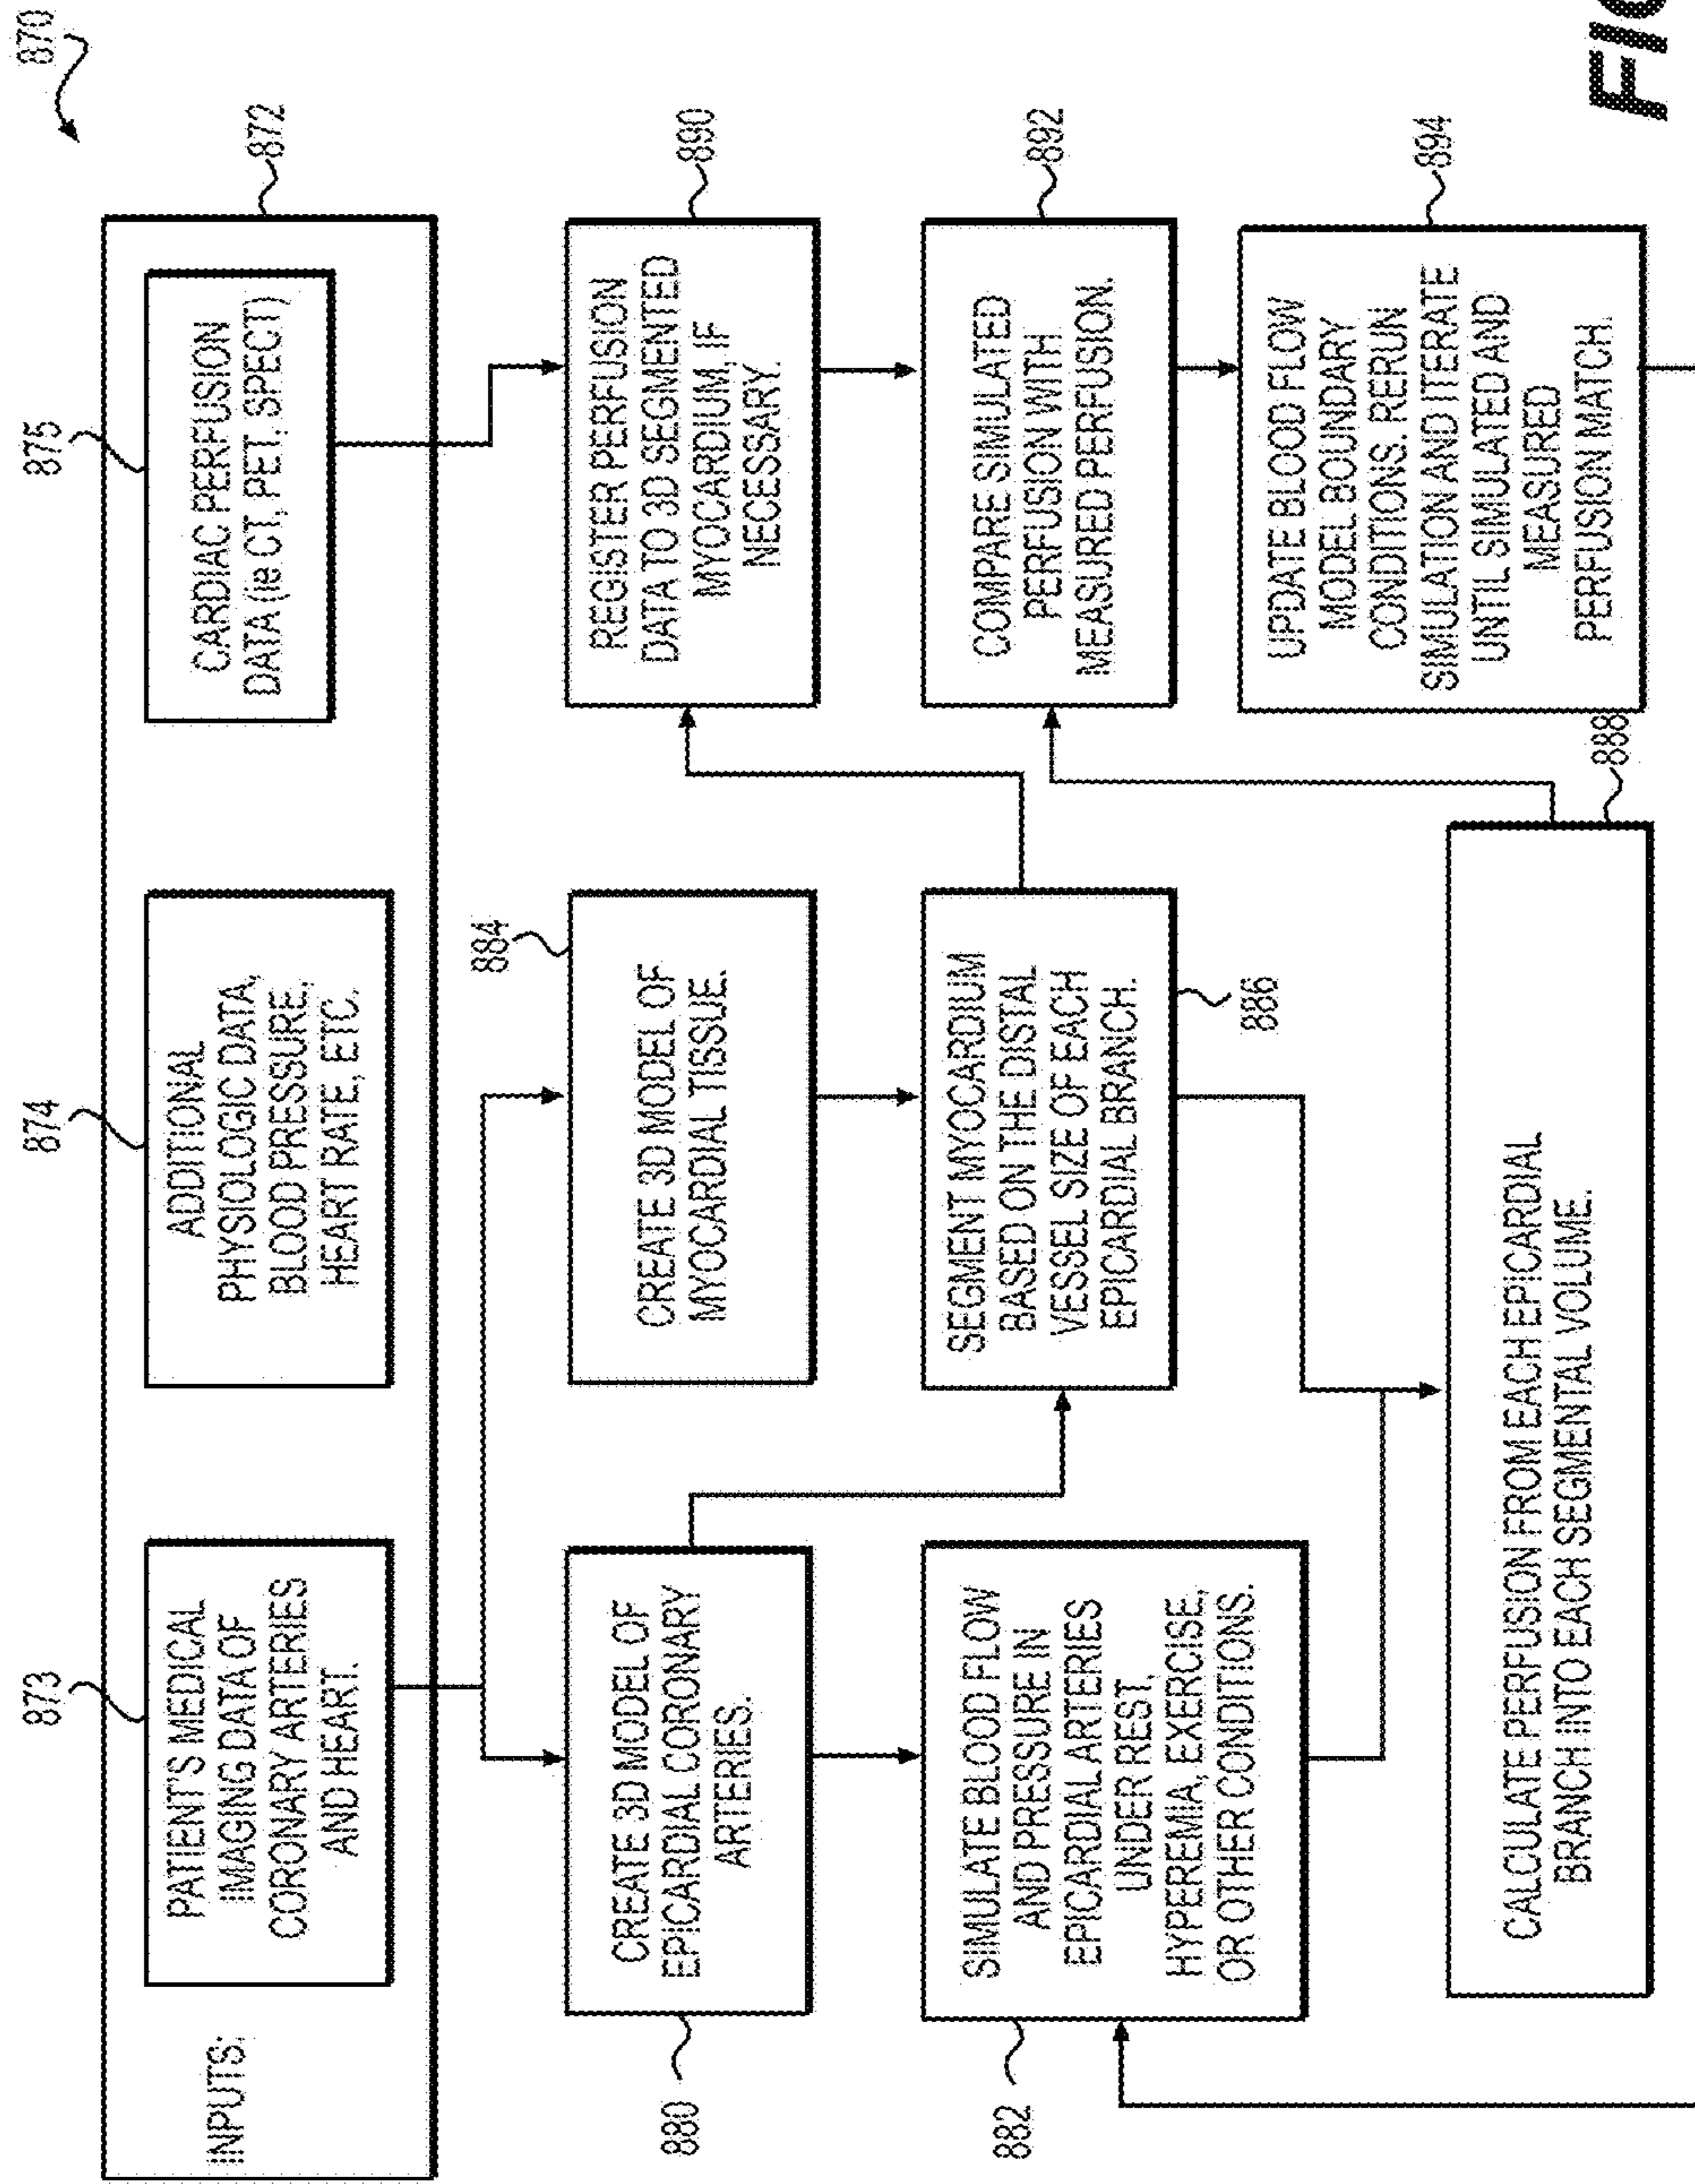 870
872
INPUTS:
873
PATIENT'S MEDICAL
IMAGING DATA OF
CORONARY ARTERIES
AND HEART.
874
ADDITIONAL
PHYSIOLOGIC DATA,
BLOOD PRESSURE,
HEART RATE, ETC.
875
CARDIAC PERFUSION
DATA (ie CT, PET, SPECT)
880
CREATE 3D MODEL OF
EPICARDIAL CORONARY
ARTERIES.
884
CREATE 3D MODEL OF
MYOCARDIAL TISSUE.
890
REGISTER PERFUSION
DATA TO 3D SEGMENTED
MYOCARDIUM, IF
NECESSARY.
882
SIMULATE BLOOD FLOW
AND PRESSURE IN
EPICARDIAL ARTERIES
UNDER REST,
HYPEREMIA, EXERCISE,
OR OTHER CONDITIONS.
SEGMENT MYOCARDIUM
BASED ON THE DISTAL
VESSEL SIZE OF EACH
EPICARDIAL BRANCH.
886
892
COMPARE SIMULATED
PERFUSION WITH
MEASURED PERFUSION.
894
UPDATE BLOOD FLOW
MODEL BOUNDARY
CONDITIONS. RERUN
SIMULATION AND ITERATE
UNTIL SIMULATED AND
MEASURED
PERFUSION MATCH.
888
CALCULATE PERFUSION FROM EACH EPICARDIAL
BRANCH INTO EACH SEGMENTAL VOLUME.